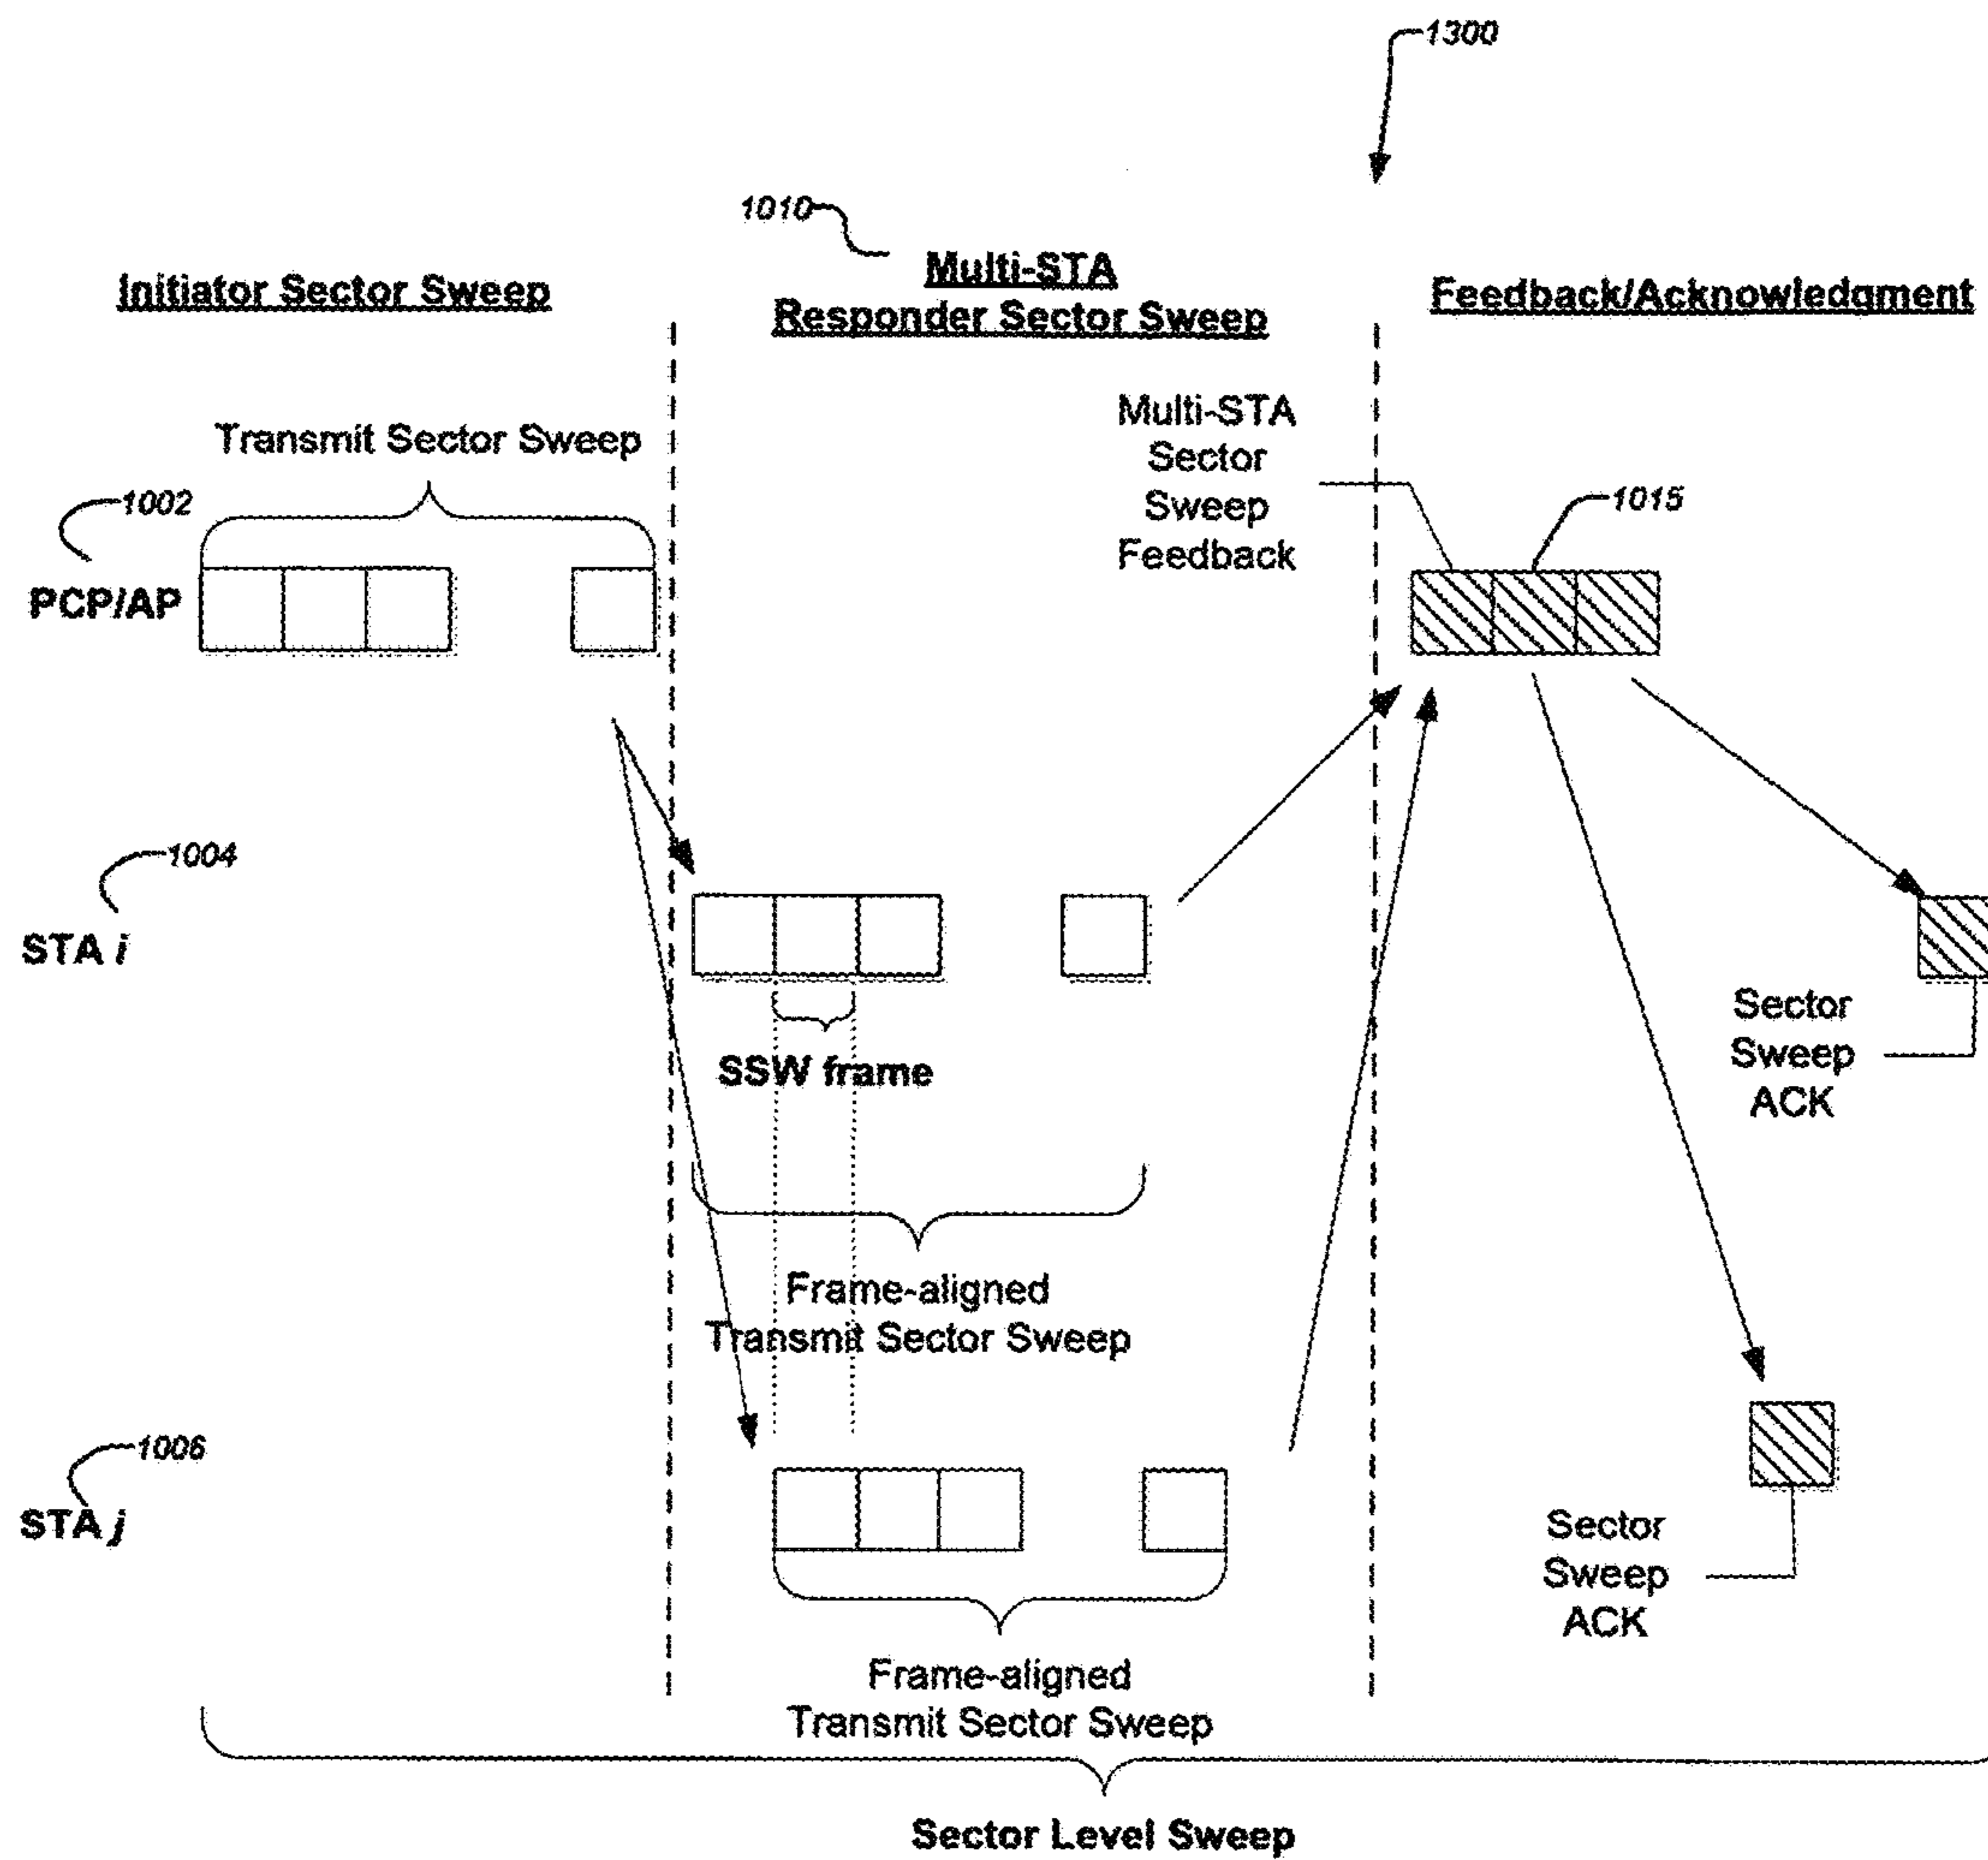 1300
1010
Initiator Sector Sweep
Multi-STA
Responder Sector Sweep
Feedback/Acknowledgment
Transmit Sector Sweep
Multi-STA
Sector
Sweep
Feedback
1002
1015
PCP/AP
1004
STA i
SSW frame
Sector
Sweep
ACK
Frame-aligned
Transmit Sector Sweep
1006
STA j
Sector
Sweep
ACK
Frame-aligned
Transmit Sector Sweep
Sector Level Sweep